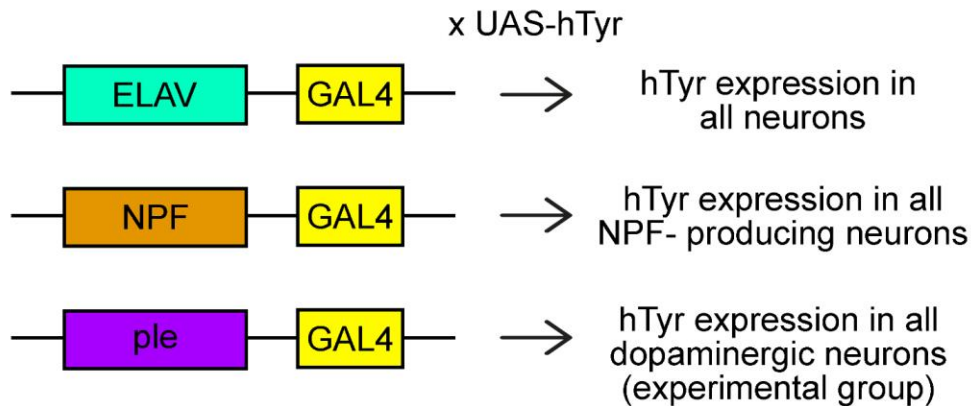 x UAS-hTyr
ELAV GAL4 hTyr expression in
all neurons
NPF GAL4 hTyr expression in all
NPF- producing neurons
ple GAL4 hTyr expression in all
dopaminergic neurons
(experimental group)